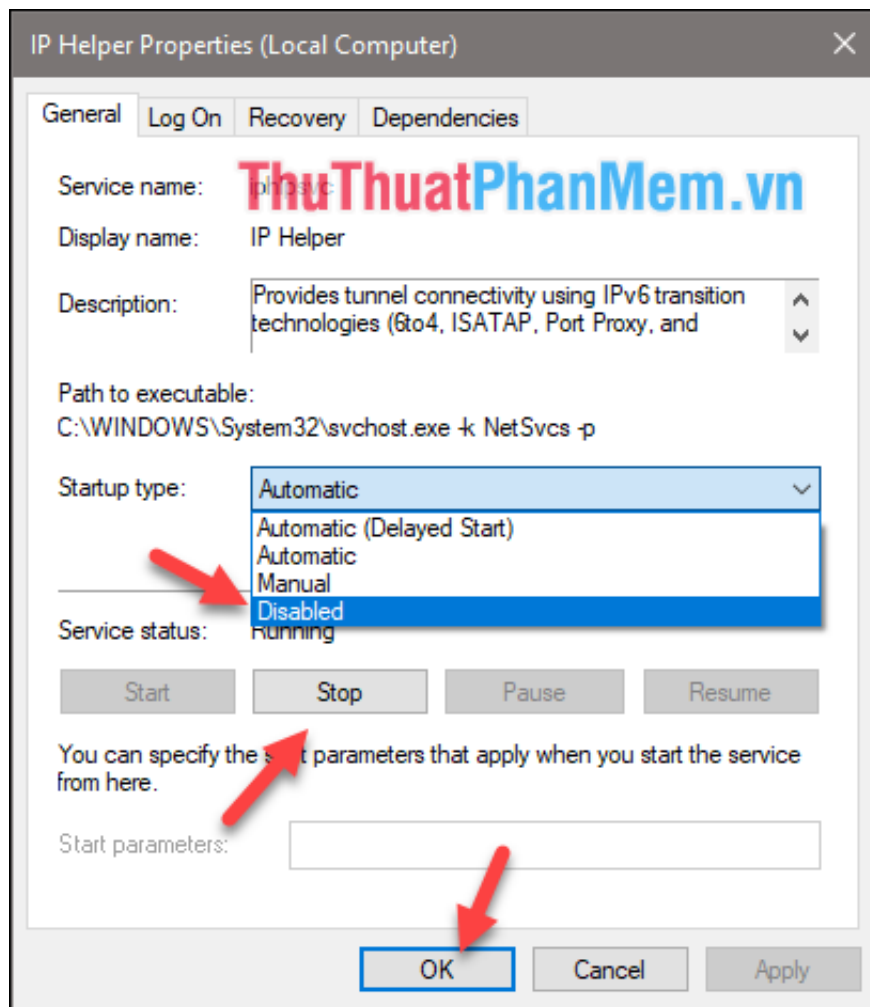 IP Helper Properties (Local Computer)
General Log On Recovery Dependencies
ThuThuatPhanMem.vn
Service name: iphlpsvc
Display name: IP Helper
Description: Provides tunnel connectivity using IPv6 transition
technologies (6to4, ISATAP, Port Proxy, and
Path to executable:
C:\WINDOWS\System32\svchost.exe -k NetSvcs -p
Startup type: Automatic
Automatic (Delayed Start)
Automatic
Manual
Disabled
Service status: Running
Start Stop Pause Resume
You can specify the start parameters that apply when you start the service
from here.
Start parameters:
OK Cancel Apply